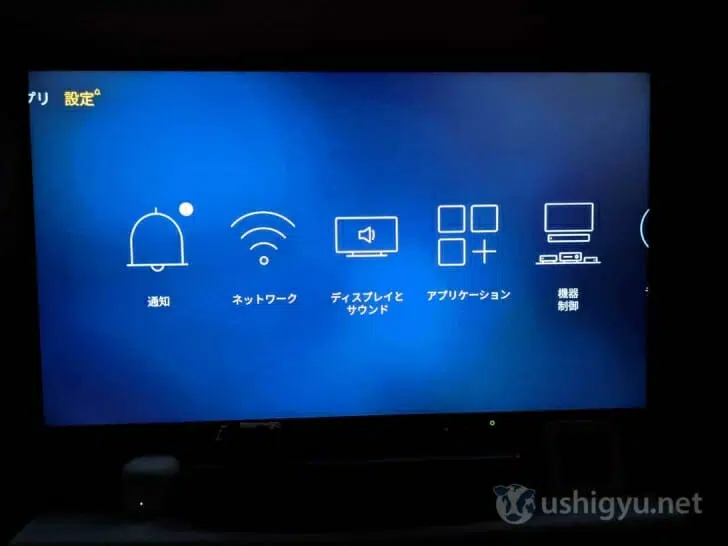 プリ 設定
通知
ネットワーク
ディスプレイと
サウンド
アプリケーション
機器
制御
ushigyu.net